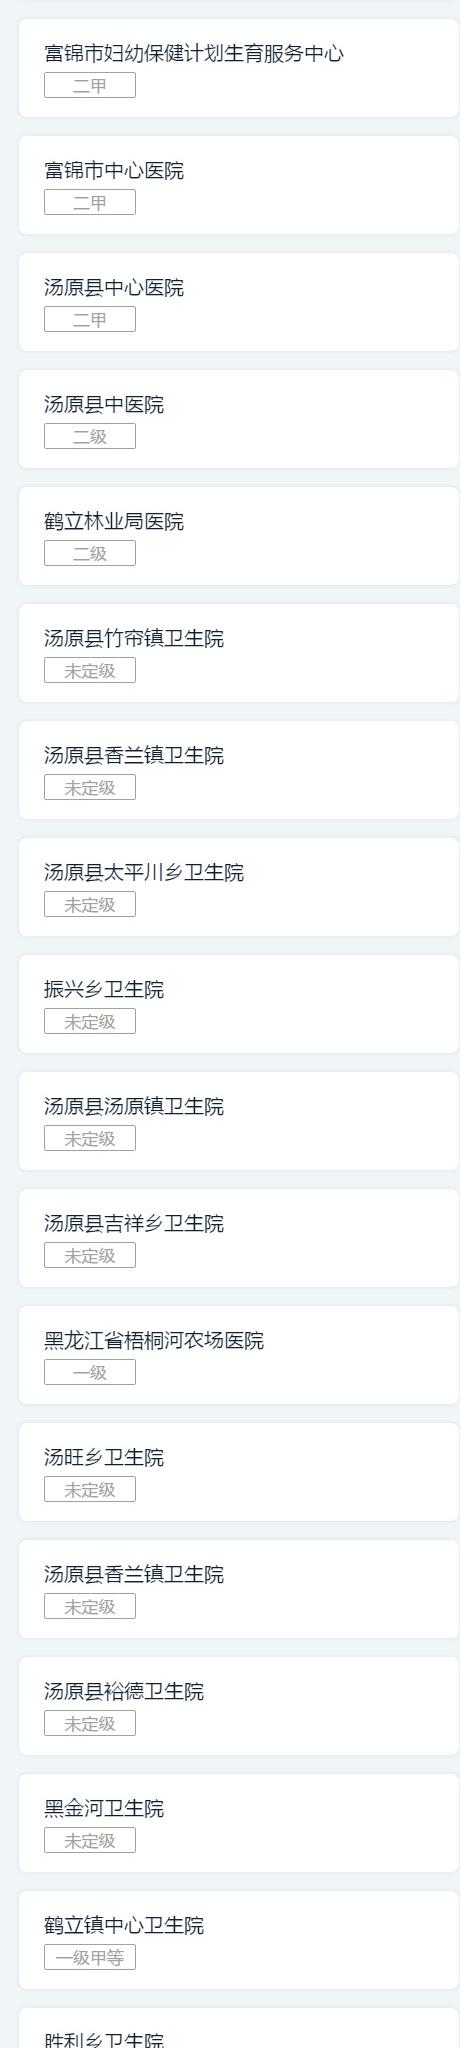 富锦市妇幼保健计划生育服务中心
二甲
富锦市中心医院
二甲
汤原县中心医院
二甲
汤原县中医院
二级
鹤立林业局医院
二级
汤原县竹帘镇卫生院
未定级
汤原县香兰镇卫生院
未定级
汤原县太平川乡卫生院
未定级
振兴乡卫生院
未定级
汤原县汤原镇卫生院
未定级
汤原县吉祥乡卫生院
未定级
黑龙江省梧桐河农场医院
一级
汤旺乡卫生院
未定级
汤原县香兰镇卫生院
未定级
汤原县裕德卫生院
未定级
黑金河卫生院
未定级
鹤立镇中心卫生院
一级甲等
胜利乡卫生院